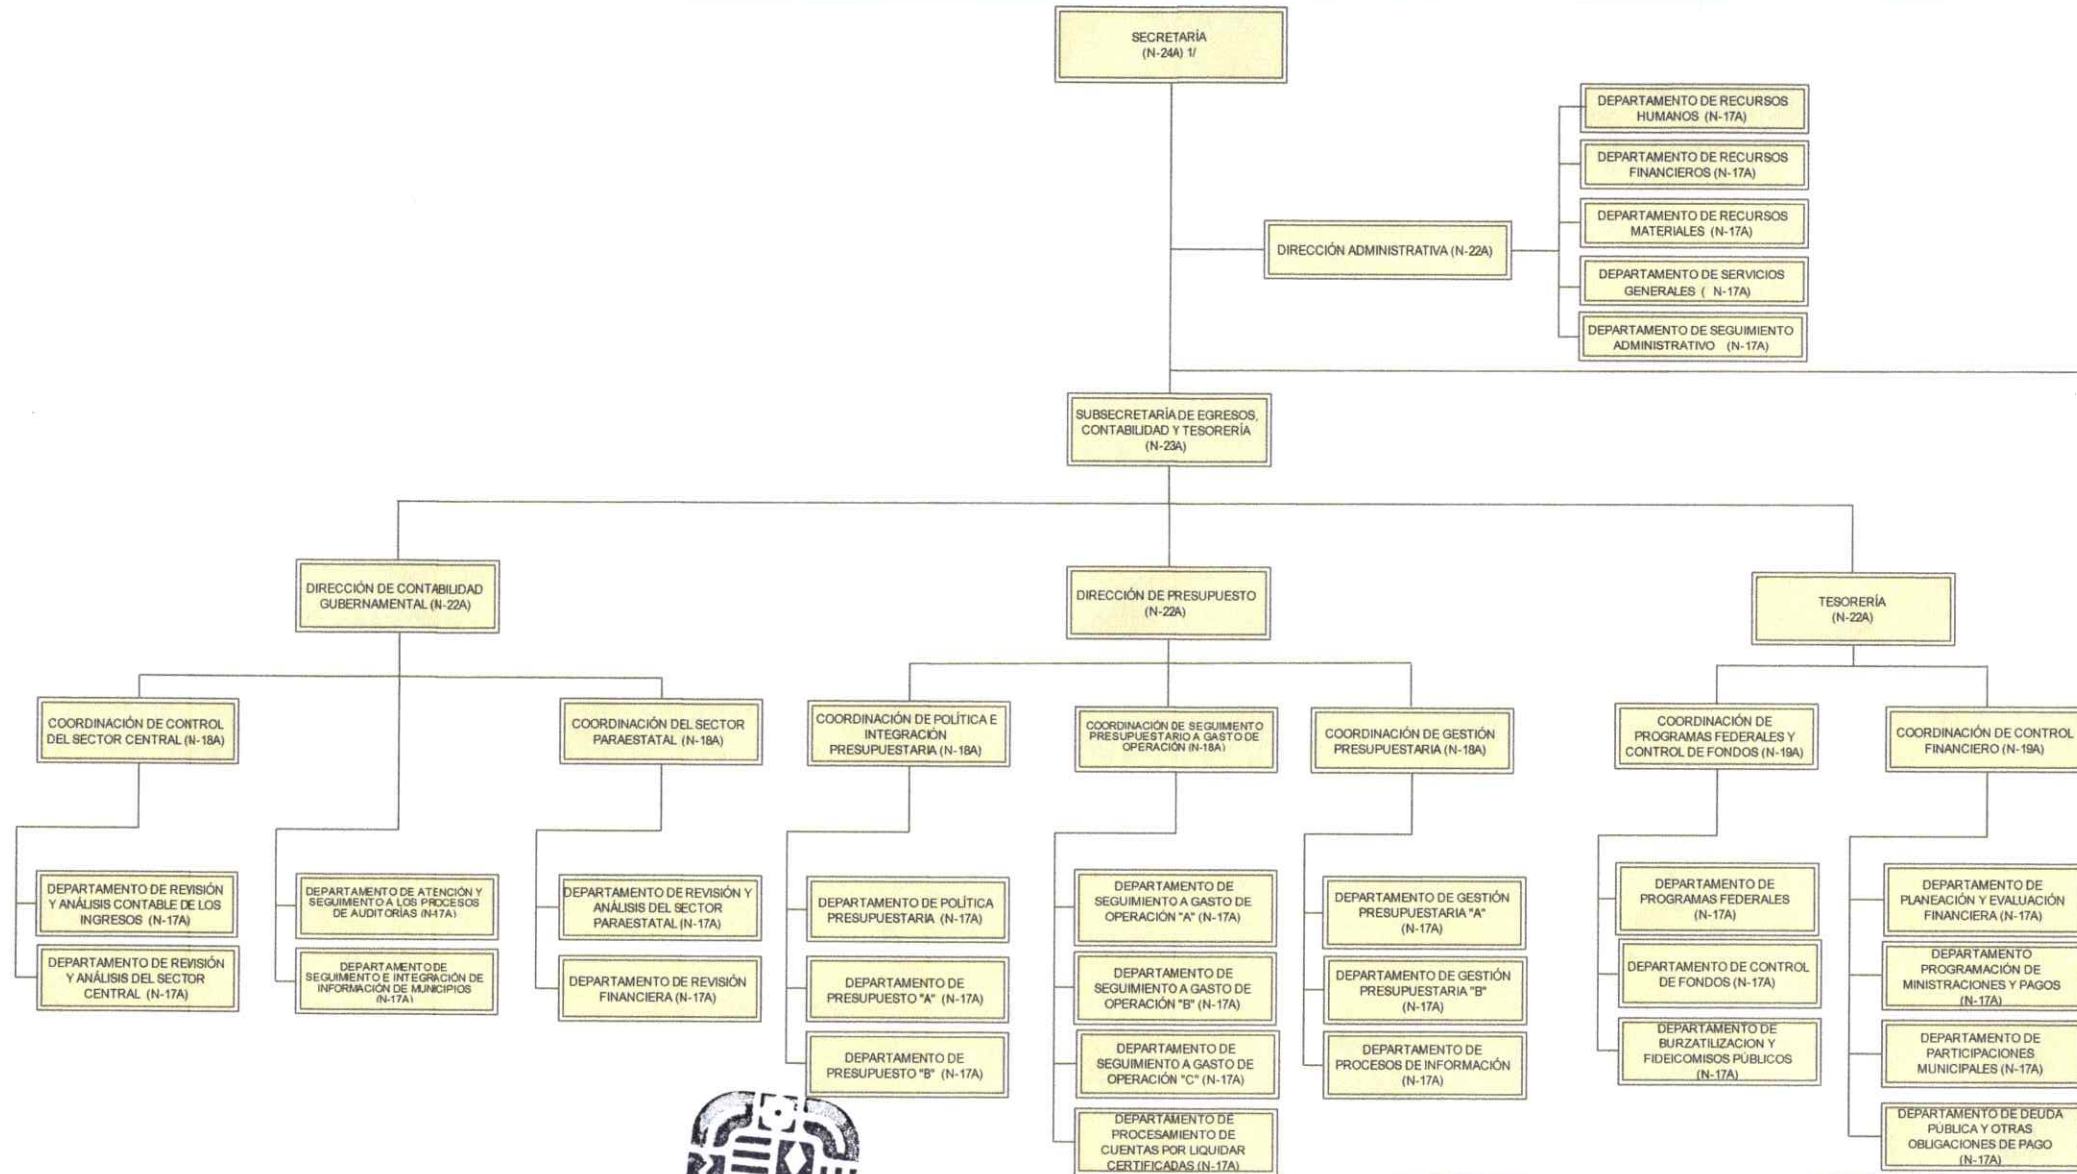 SECRETARÍA
(N-24A) 1/
DEPARTAMENTO DE RECURSOS
HUMANOS (N-17A)
DEPARTAMENTO DE RECURSOS
FINANCIEROS (N-17A)
DEPARTAMENTO DE RECURSOS
MATERIALES (N-17A)
DIRECCIÓN ADMINISTRATIVA (N-22A)
DEPARTAMENTO DE SERVICIOS
GENERALES ( N-17A)
DEPARTAMENTO DE SEGUIMIENTO
ADMINISTRATIVO (N-17A)
SUBSECRETARÍA DE EGRESOS,
CONTABILIDAD Y TESORERÍA
(N-23A)
DIRECCIÓN DE CONTABILIDAD
GUBERNAMENTAL (N-22A)
DIRECCIÓN DE PRESUPUESTO
(N-22A)
TESORERÍA
(N-22A)
COORDINACIÓN DE CONTROL
DEL SECTOR CENTRAL (N-18A)
COORDINACIÓN DEL SECTOR
PARAESTATAL (N-18A)
COORDINACIÓN DE POLÍTICA E
INTEGRACIÓN
PRESUPUESTARIA (N-18A)
COORDINACIÓN DE SEGUIMIENTO
PRESUPUESTARIO A GASTO DE
OPERACIÓN (N-18A)
COORDINACIÓN DE GESTIÓN
PRESUPUESTARIA (N-18A)
COORDINACIÓN DE
PROGRAMAS FEDERALES Y
CONTROL DE FONDOS (N-19A)
COORDINACIÓN DE CONTROL
FINANCIERO (N-19A)
DEPARTAMENTO DE REVISIÓN
Y ANÁLISIS CONTABLE DE LOS
INGRESOS (N-17A)
DEPARTAMENTO DE REVISIÓN
Y ANÁLISIS DEL SECTOR
CENTRAL (N-17A)
DEPARTAMENTO DE ATENCIÓN Y
SEGUIMIENTO A LOS PROCESOS
DE AUDITORÍAS (N-17A)
DEPARTAMENTO DE
SEGUIMIENTO E INTEGRACIÓN DE
INFORMACIÓN DE MUNICIPIOS
(N-17A)
DEPARTAMENTO DE REVISIÓN Y
ANÁLISIS DEL SECTOR
PARAESTATAL (N-17A)
DEPARTAMENTO DE REVISIÓN
FINANCIERA (N-17A)
DEPARTAMENTO DE POLÍTICA
PRESUPUESTARIA (N-17A)
DEPARTAMENTO DE
PRESUPUESTO "A" (N-17A)
DEPARTAMENTO DE
PRESUPUESTO "B" (N-17A)
DEPARTAMENTO DE
SEGUIMIENTO A GASTO DE
OPERACIÓN "A" (N-17A)
DEPARTAMENTO DE
SEGUIMIENTO A GASTO DE
OPERACIÓN "B" (N-17A)
DEPARTAMENTO DE
SEGUIMIENTO A GASTO DE
OPERACIÓN "C" (N-17A)
DEPARTAMENTO DE
PROCESAMIENTO DE
CUENTAS POR LIQUIDAR
CERTIFICADAS (N-17A)
DEPARTAMENTO DE GESTIÓN
PRESUPUESTARIA "A"
(N-17A)
DEPARTAMENTO DE GESTIÓN
PRESUPUESTARIA "B"
(N-17A)
DEPARTAMENTO DE
PROCESOS DE INFORMACIÓN
(N-17A)
DEPARTAMENTO DE
PROGRAMAS FEDERALES
(N-17A)
DEPARTAMENTO DE CONTROL
DE FONDOS (N-17A)
DEPARTAMENTO DE
BURZATILIZACION Y
FIDEICOMISOS PÚBLICOS
(N-17A)
DEPARTAMENTO DE
PLANEACIÓN Y EVALUACIÓN
FINANCIERA (N-17A)
DEPARTAMENTO
PROGRAMACIÓN DE
MINISTRACIONES Y PAGOS
(N-17A)
DEPARTAMENTO DE
PARTICIPACIONES
MUNICIPALES (N-17A)
DEPARTAMENTO DE DEUDA
PÚBLICA Y OTRAS
OBLIGACIONES DE PAGO
(N-17A)